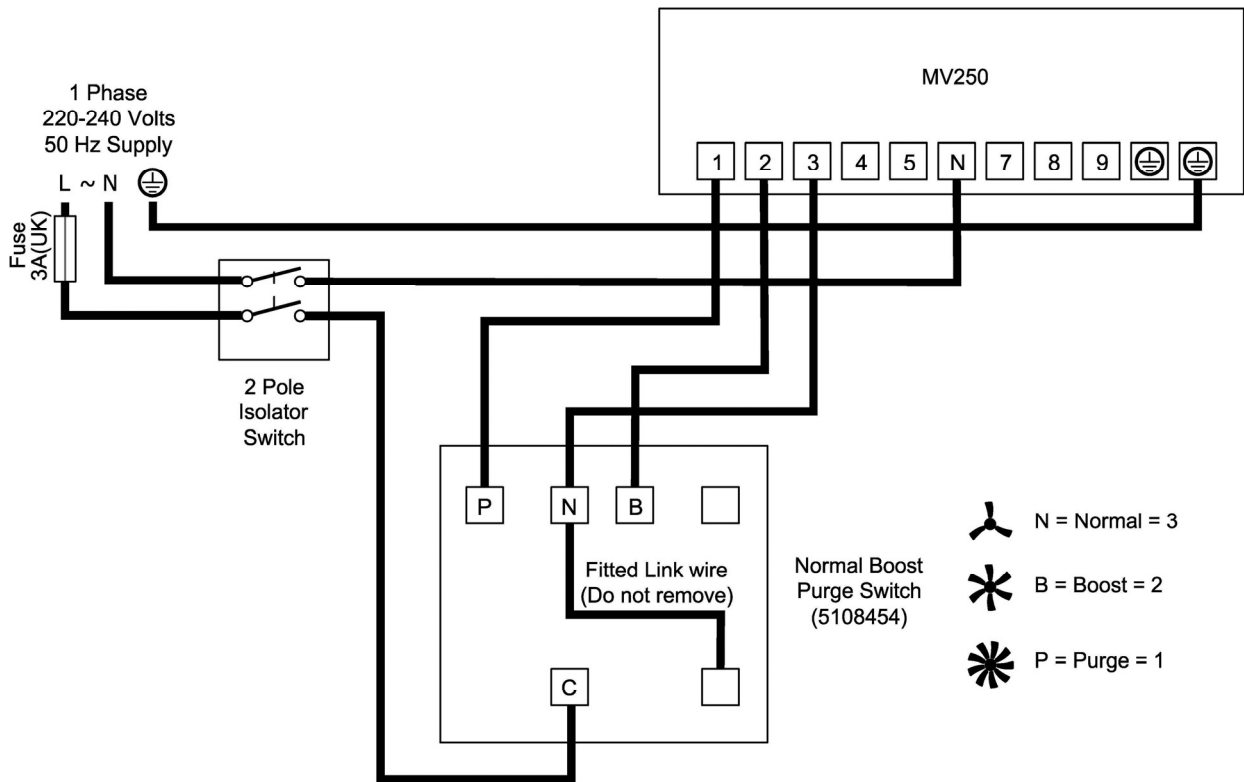 MV250
1 Phase
220-240 Volts
50 Hz Supply
L ~ N
1 2 3 4 5 N 7 8 9
Fuse
3A(UK)
2 Pole
Isolator
Switch
P N B
Fitted Link wire
(Do not remove)
C
Normal Boost
Purge Switch
(5108454)
N = Normal = 3
B = Boost = 2
P = Purge = 1